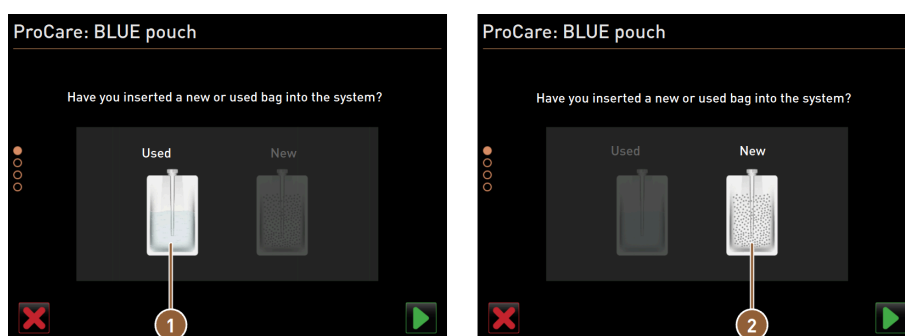 ProCare: BLUE pouch
Have you inserted a new or used bag into the system?
Used New
1
ProCare: BLUE pouch
Have you inserted a new or used bag into the system?
Used New
2